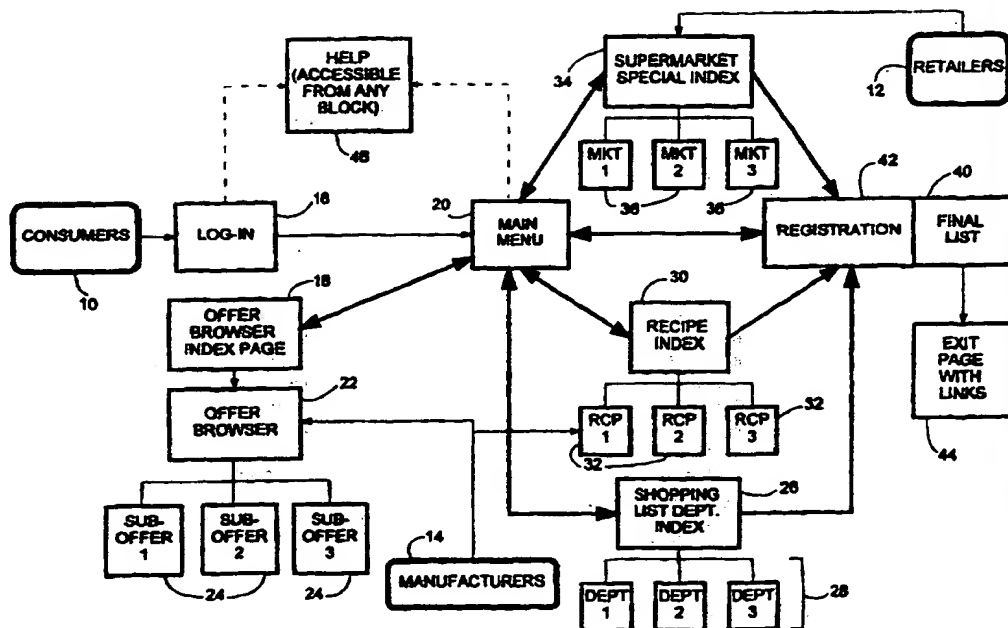 HELP
(ACCESSIBLE
FROM ANY
BLOCK)
46
34
SUPERMARKET
SPECIAL INDEX
12
RETAILERS
MKT
1
MKT
2
MKT
3
36
36
42
40
CONSUMERS
10
16
LOG-IN
20
MAIN
MENU
REGISTRATION
FINAL
LIST
18
OFFER
BROWSER
INDEX PAGE
30
RECIPE
INDEX
EXIT
PAGE
WITH
LINKS
44
22
OFFER
BROWSER
RCP
1
RCP
2
RCP
3
32
32
SUB-
OFFER
1
SUB-
OFFER
2
SUB-
OFFER
3
24
24
14
MANUFACTURERS
26
SHOPPING
LIST DEPT.
INDEX
DEPT
1
DEPT
2
DEPT
3
28